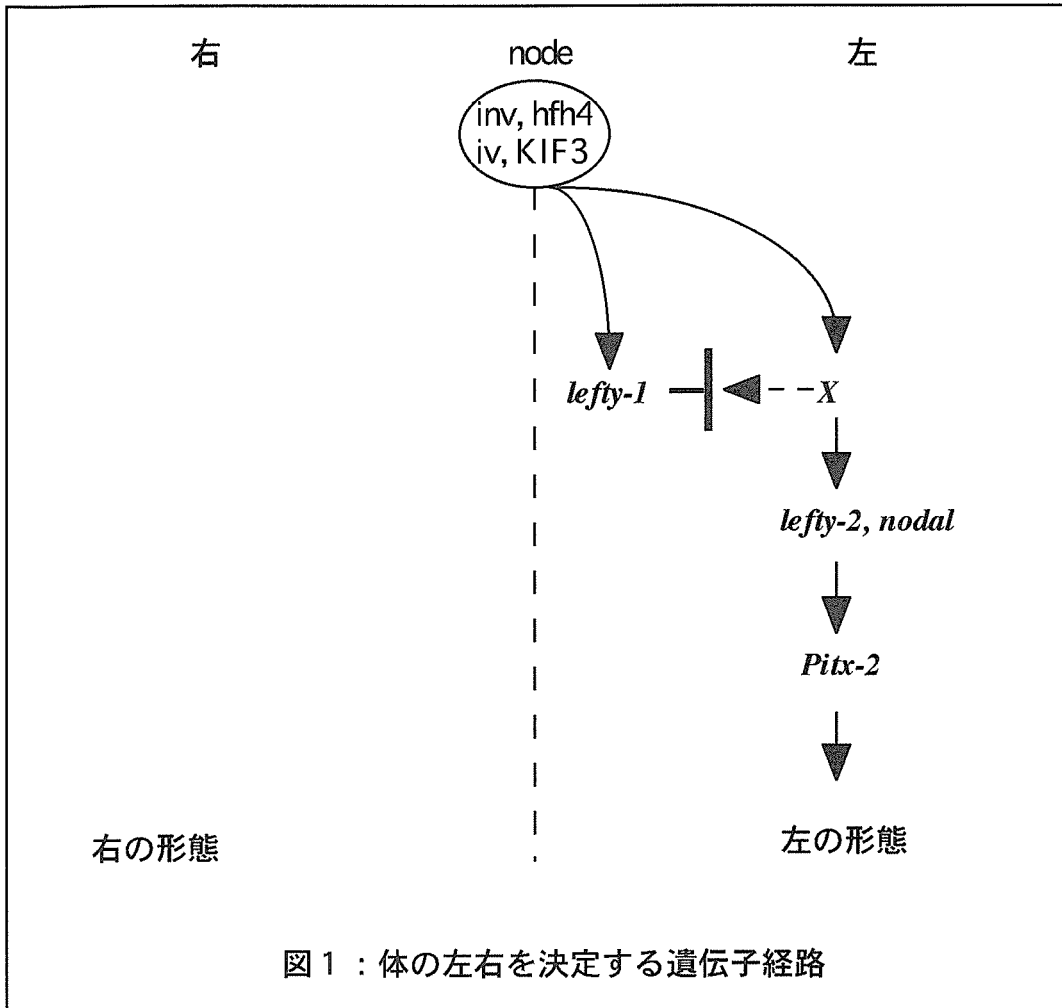 右 node 左
inv, hfh4
iv, KIF3
lefty-1 X
lefty-2, nodal
Pitx-2
右の形態 左の形態
図1：体の左右を決定する遺伝子経路